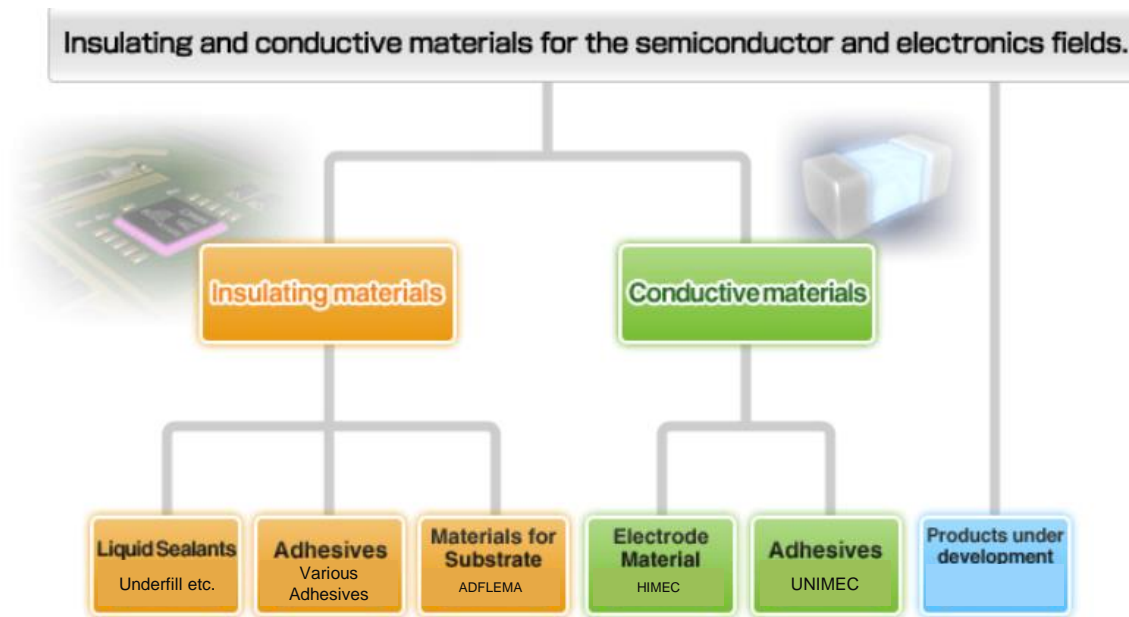 Insulating and conductive materials for the semiconductor and electronics fields.
Insulating materials
Conductive materials
Liquid Sealants
Underfill etc.
Adhesives
Various
Adhesives
Materials for
Substrate
ADFLEMA
Electrode
Material
HIMEC
Adhesives
UNIMEC
Products under
development